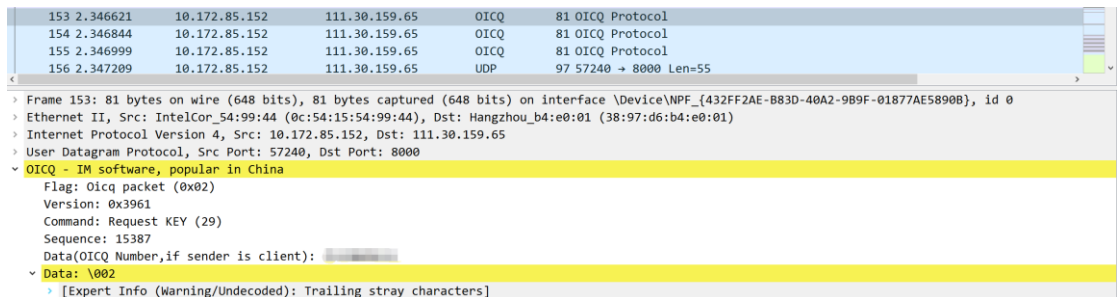 153 2.346621 10.172.85.152 111.30.159.65 OICQ 81 OICQ Protocol
154 2.346844 10.172.85.152 111.30.159.65 OICQ 81 OICQ Protocol
155 2.346999 10.172.85.152 111.30.159.65 OICQ 81 OICQ Protocol
156 2.347209 10.172.85.152 111.30.159.65 UDP 97 57240 → 8000 Len=55
Frame 153: 81 bytes on wire (648 bits), 81 bytes captured (648 bits) on interface \Device\NPF_{432FF2AE-B83D-40A2-9B9F-01877AE5890B}, id 0
Ethernet II, Src: IntelCor_54:99:44 (0c:54:15:54:99:44), Dst: Hangzhou_b4:e0:01 (38:97:d6:b4:e0:01)
Internet Protocol Version 4, Src: 10.172.85.152, Dst: 111.30.159.65
User Datagram Protocol, Src Port: 57240, Dst Port: 8000
OICQ - IM software, popular in China
Flag: Oicq packet (0x02)
Version: 0x3961
Command: Request KEY (29)
Sequence: 15387
Data(OICQ Number,if sender is client):
Data: \002
[Expert Info (Warning/Undecoded): Trailing stray characters]